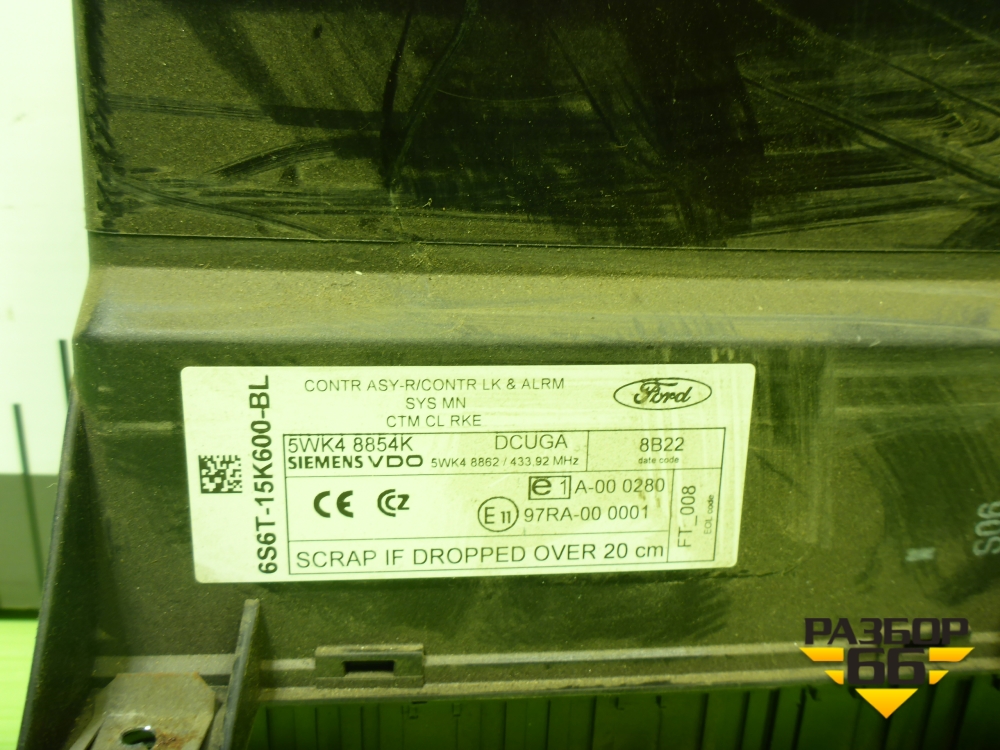 6S6T-15K600-BL
CONTR ASY-R/CONTR LK & ALRM
SYS MN
CTM CL RKE
Ford
5WK4 8854K DCUGA
SIEMENS VDO 5WK4 8862 / 433,92 MHz
8B22
date code
CE CCZ
e1 A-00 0280
E11 97RA-00 0001
FT_008
EOL code
SCRAP IF DROPPED OVER 20 cm
S06
РАЗБОР
66